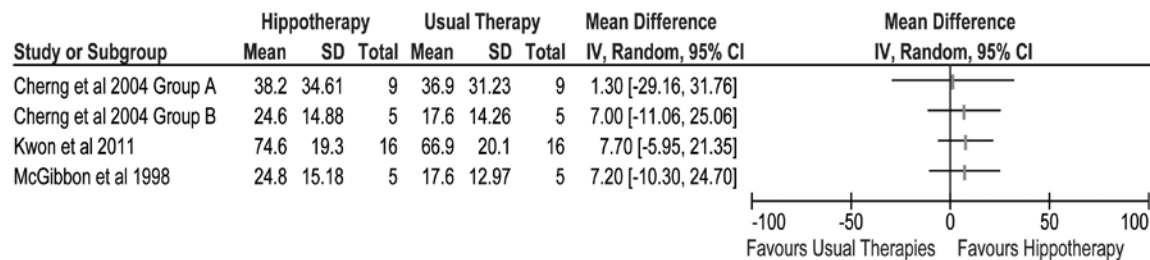 Hippotherapy Usual Therapy Mean Difference Mean Difference
Study or Subgroup Mean SD Total Mean SD Total IV, Random, 95% CI IV, Random, 95% CI
Cherng et al 2004 Group A 38.2 34.61 9 36.9 31.23 9 1.30 [-29.16, 31.76]
Cherng et al 2004 Group B 24.6 14.88 5 17.6 14.26 5 7.00 [-11.06, 25.06]
Kwon et al 2011 74.6 19.3 16 66.9 20.1 16 7.70 [-5.95, 21.35]
McGibbon et al 1998 24.8 15.18 5 17.6 12.97 5 7.20 [-10.30, 24.70]
-100 -50 0 50 100
Favours Usual Therapies Favours Hippotherapy